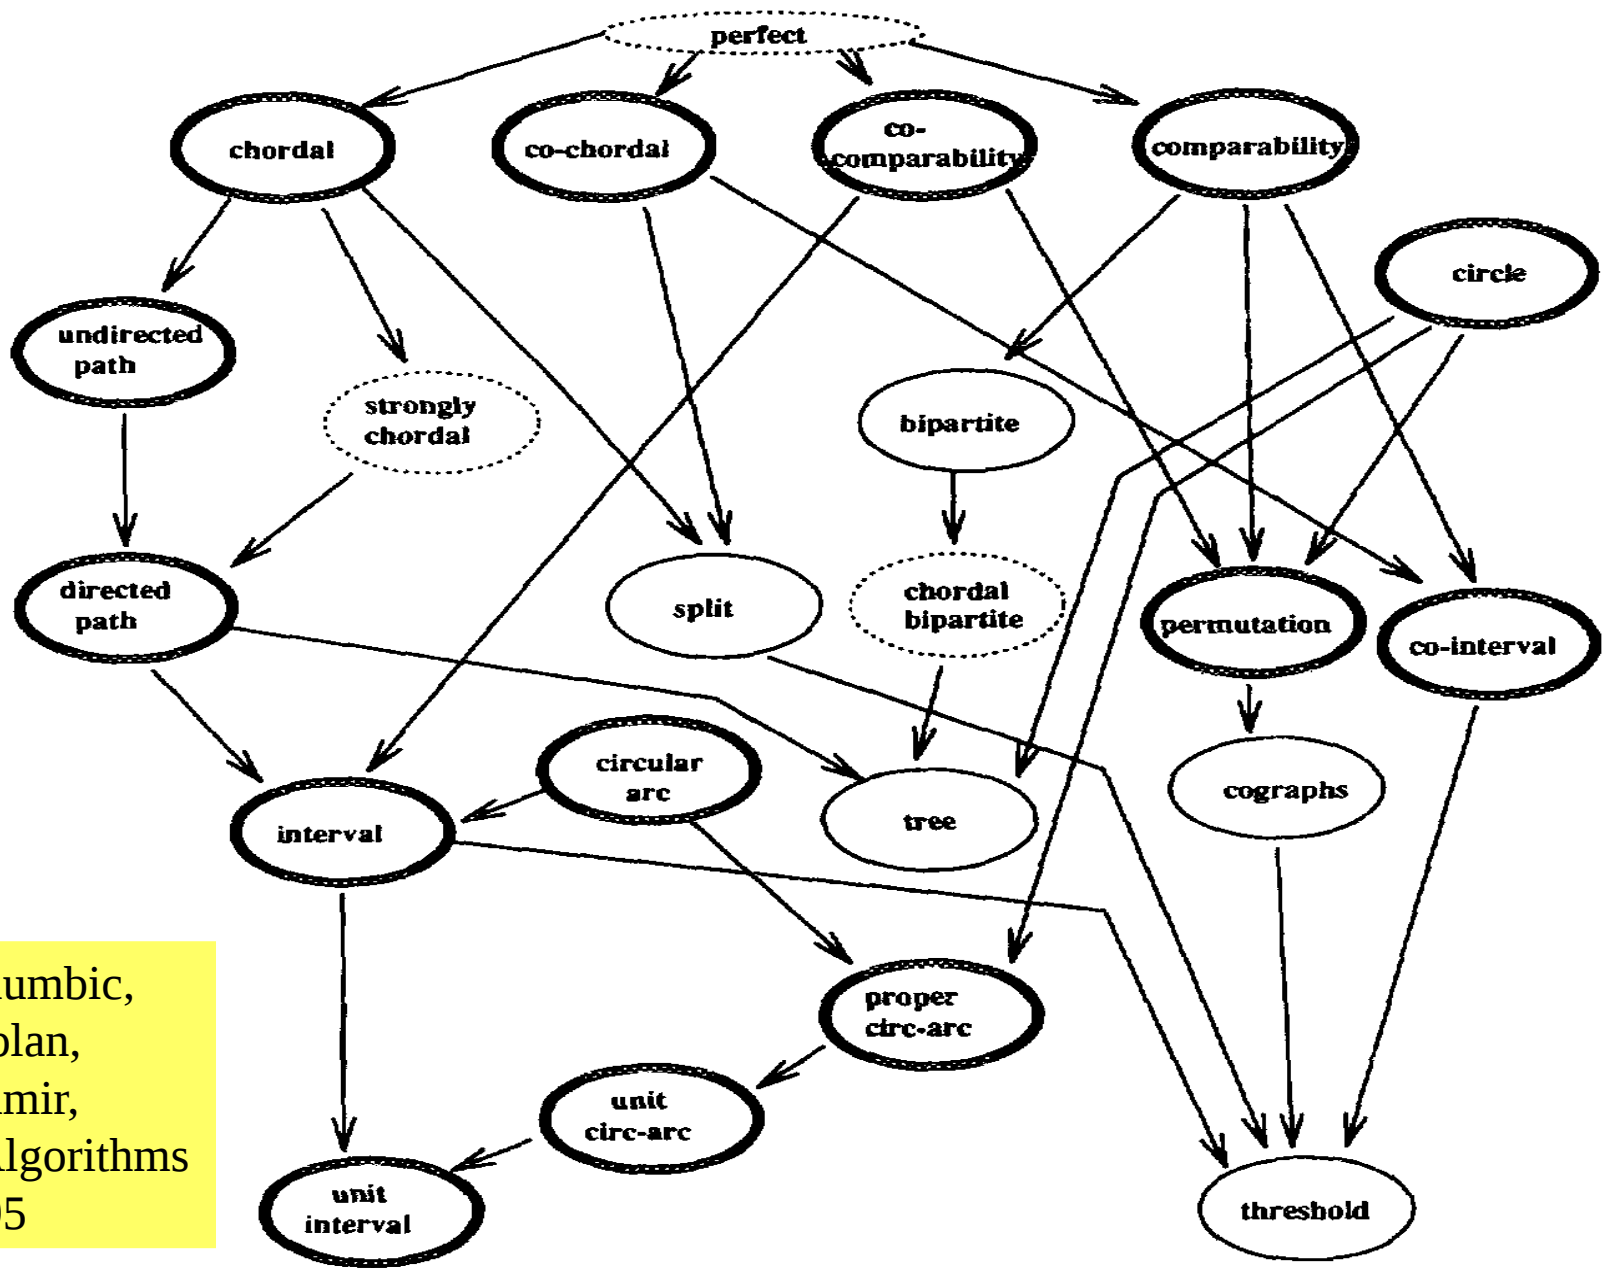 perfect
chordal
co-chordal
co-
comparability
comparability
circle
undirected
path
strongly
chordal
bipartite
directed
path
split
chordal
bipartite
permutation
co-interval
circular
arc
interval
tree
cographs
proper
circ-arc
unit
circ-arc
unit
interval
threshold
umbic,
plan,
mir,
lgorithms
5